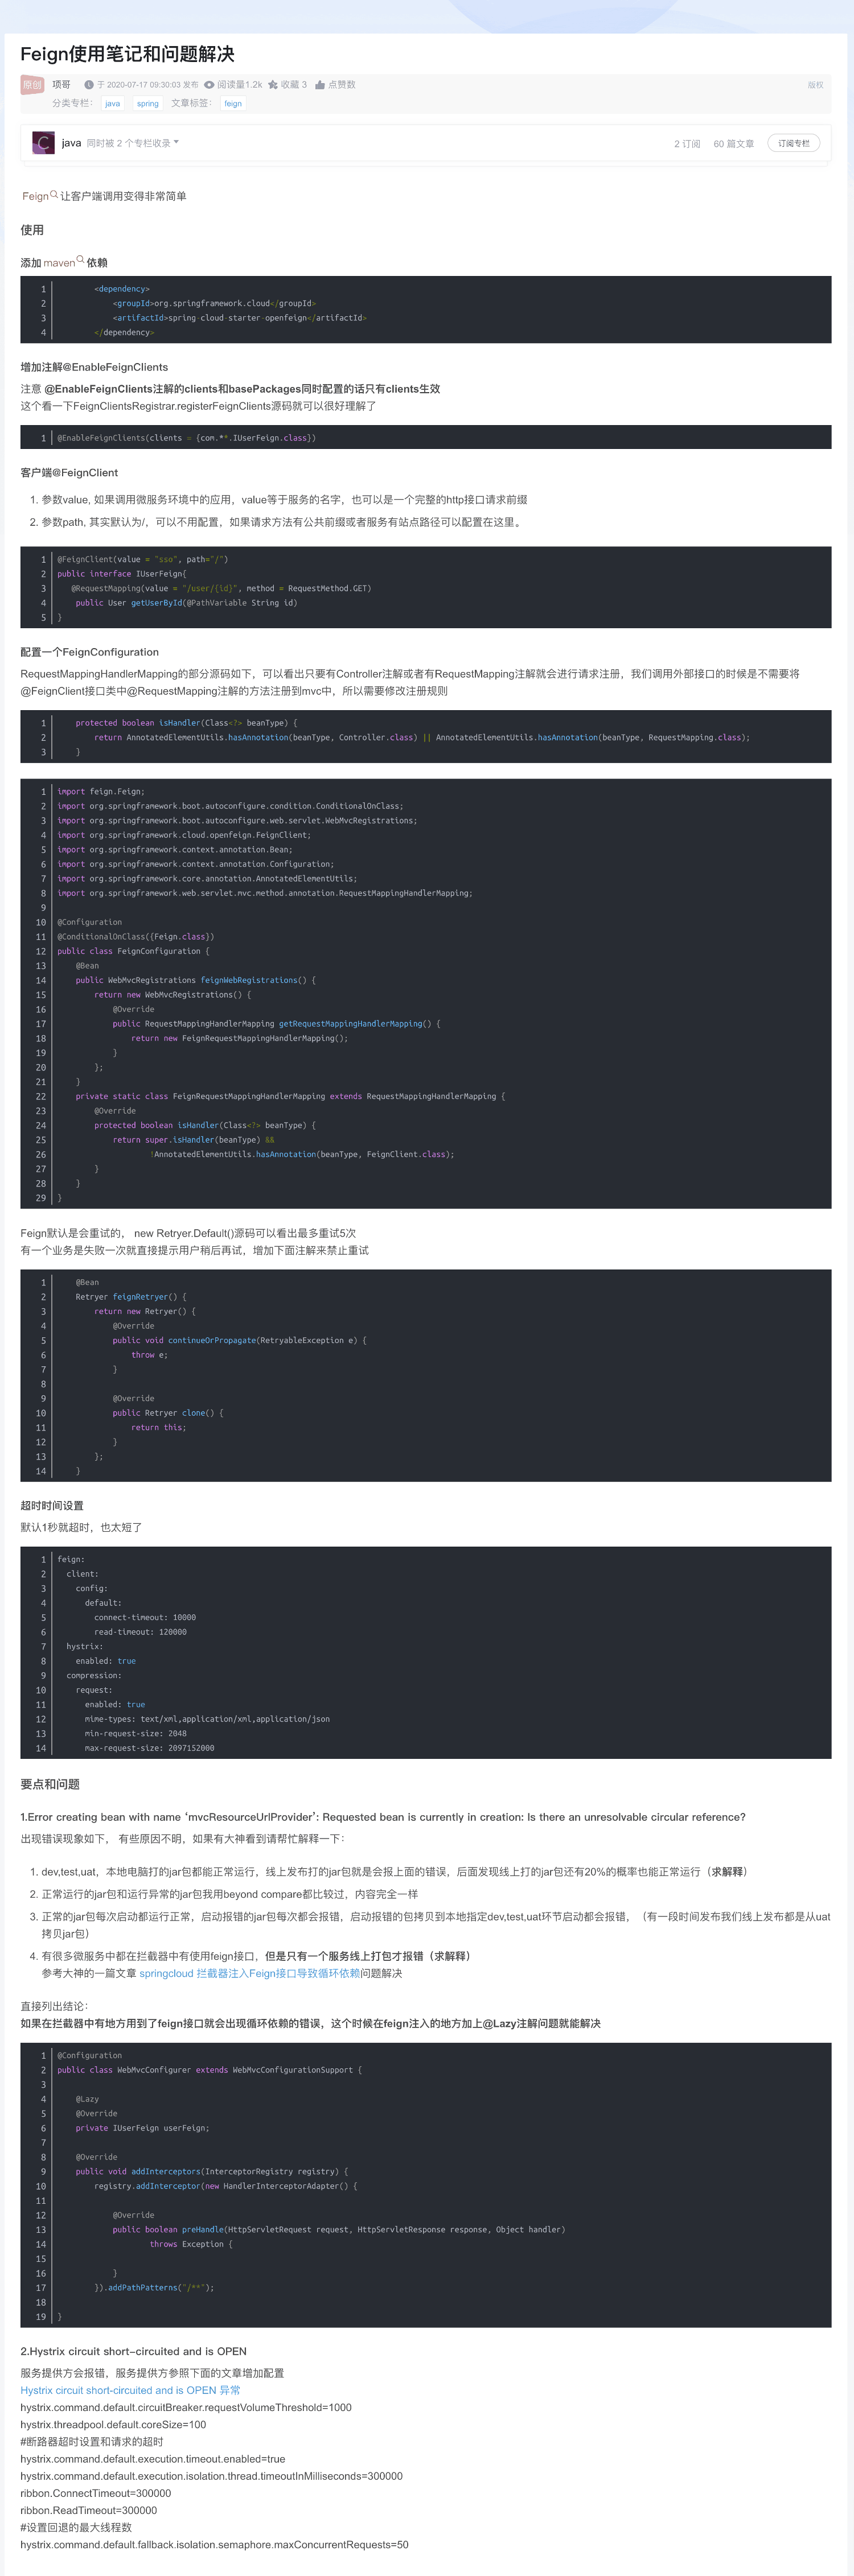 Feign使用笔记和问题解决
原创 项哥 于 2020-07-17 09:30:03 发布 阅读量1.2k 收藏 3 点赞数 版权
分类专栏： java spring 文章标签： feign
java 同时被 2 个专栏收录 2 订阅 60 篇文章 订阅专栏
Feign 让客户端调用变得非常简单
使用
添加 maven 依赖
1 <dependency>
2 <groupId>org.springframework.cloud</groupId>
3 <artifactId>spring-cloud-starter-openfeign</artifactId>
4 </dependency>
增加注解@EnableFeignClients
注意 @EnableFeignClients注解的clients和basePackages同时配置的话只有clients生效
这个看一下FeignClientsRegistrar.registerFeignClients源码就可以很好理解了
1 @EnableFeignClients(clients = {com.**.IUserFeign.class})
客户端@FeignClient
1. 参数value, 如果调用微服务环境中的应用，value等于服务的名字，也可以是一个完整的http接口请求前缀
2. 参数path, 其实默认为/，可以不用配置，如果请求方法有公共前缀或者服务有站点路径可以配置在这里。
1 @FeignClient(value = "sso", path="/")
2 public interface IUserFeign{
3 @RequestMapping(value = "/user/{id}", method = RequestMethod.GET)
4 public User getUserById(@PathVariable String id)
5 }
配置一个FeignConfiguration
RequestMappingHandlerMapping的部分源码如下，可以看出只要有Controller注解或者有RequestMapping注解就会进行请求注册，我们调用外部接口的时候是不需要将
@FeignClient接口类中@RequestMapping注解的方法注册到mvc中，所以需要修改注册规则
1 protected boolean isHandler(Class<?> beanType) {
2 return AnnotatedElementUtils.hasAnnotation(beanType, Controller.class) || AnnotatedElementUtils.hasAnnotation(beanType, RequestMapping.class);
3 }
1 import feign.Feign;
2 import org.springframework.boot.autoconfigure.condition.ConditionalOnClass;
3 import org.springframework.boot.autoconfigure.web.servlet.WebMvcRegistrations;
4 import org.springframework.cloud.openfeign.FeignClient;
5 import org.springframework.context.annotation.Bean;
6 import org.springframework.context.annotation.Configuration;
7 import org.springframework.core.annotation.AnnotatedElementUtils;
8 import org.springframework.web.servlet.mvc.method.annotation.RequestMappingHandlerMapping;
9
10 @Configuration
11 @ConditionalOnClass({Feign.class})
12 public class FeignConfiguration {
13 @Bean
14 public WebMvcRegistrations feignWebRegistrations() {
15 return new WebMvcRegistrations() {
16 @Override
17 public RequestMappingHandlerMapping getRequestMappingHandlerMapping() {
18 return new FeignRequestMappingHandlerMapping();
19 }
20 };
21 }
22 private static class FeignRequestMappingHandlerMapping extends RequestMappingHandlerMapping {
23 @Override
24 protected boolean isHandler(Class<?> beanType) {
25 return super.isHandler(beanType) &&
26 !AnnotatedElementUtils.hasAnnotation(beanType, FeignClient.class);
27 }
28 }
29 }
Feign默认是会重试的， new Retryer.Default()源码可以看出最多重试5次
有一个业务是失败一次就直接提示用户稍后再试，增加下面注解来禁止重试
1 @Bean
2 Retryer feignRetryer() {
3 return new Retryer() {
4 @Override
5 public void continueOrPropagate(RetryableException e) {
6 throw e;
7 }
8
9 @Override
10 public Retryer clone() {
11 return this;
12 }
13 };
14 }
超时时间设置
默认1秒就超时，也太短了
1 feign:
2 client:
3 config:
4 default:
5 connect-timeout: 10000
6 read-timeout: 120000
7 hystrix:
8 enabled: true
9 compression:
10 request:
11 enabled: true
12 mime-types: text/xml,application/xml,application/json
13 min-request-size: 2048
14 max-request-size: 2097152000
要点和问题
1.Error creating bean with name ‘mvcResourceUrlProvider’: Requested bean is currently in creation: Is there an unresolvable circular reference?
出现错误现象如下， 有些原因不明，如果有大神看到请帮忙解释一下：
1. dev,test,uat，本地电脑打的jar包都能正常运行，线上发布打的jar包就是会报上面的错误，后面发现线上打的jar包还有20%的概率也能正常运行（求解释）
2. 正常运行的jar包和运行异常的jar包我用beyond compare都比较过，内容完全一样
3. 正常的jar包每次启动都运行正常，启动报错的jar包每次都会报错，启动报错的包拷贝到本地指定dev,test,uat环节启动都会报错，（有一段时间发布我们线上发布都是从uat
拷贝jar包）
4. 有很多微服务中都在拦截器中有使用feign接口，但是只有一个服务线上打包才报错（求解释）
参考大神的一篇文章 springcloud 拦截器注入Feign接口导致循环依赖问题解决
直接列出结论：
如果在拦截器中有地方用到了feign接口就会出现循环依赖的错误，这个时候在feign注入的地方加上@Lazy注解问题就能解决
1 @Configuration
2 public class WebMvcConfigurer extends WebMvcConfigurationSupport {
3
4 @Lazy
5 @Override
6 private IUserFeign userFeign;
7
8 @Override
9 public void addInterceptors(InterceptorRegistry registry) {
10 registry.addInterceptor(new HandlerInterceptorAdapter() {
11
12 @Override
13 public boolean preHandle(HttpServletRequest request, HttpServletResponse response, Object handler)
14 throws Exception {
15
16 }
17 }).addPathPatterns("/**");
18
19 }
2.Hystrix circuit short-circuited and is OPEN
服务提供方会报错，服务提供方参照下面的文章增加配置
Hystrix circuit short-circuited and is OPEN 异常
hystrix.command.default.circuitBreaker.requestVolumeThreshold=1000
hystrix.threadpool.default.coreSize=100
#断路器超时设置和请求的超时
hystrix.command.default.execution.timeout.enabled=true
hystrix.command.default.execution.isolation.thread.timeoutInMilliseconds=300000
ribbon.ConnectTimeout=300000
ribbon.ReadTimeout=300000
#设置回退的最大线程数
hystrix.command.default.fallback.isolation.semaphore.maxConcurrentRequests=50